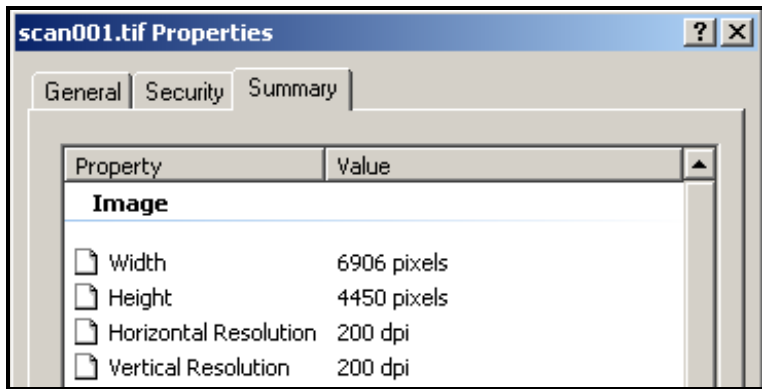 scan001.tif Properties
General Security Summary
Property Value
Image
Width 6906 pixels
Height 4450 pixels
Horizontal Resolution 200 dpi
Vertical Resolution 200 dpi